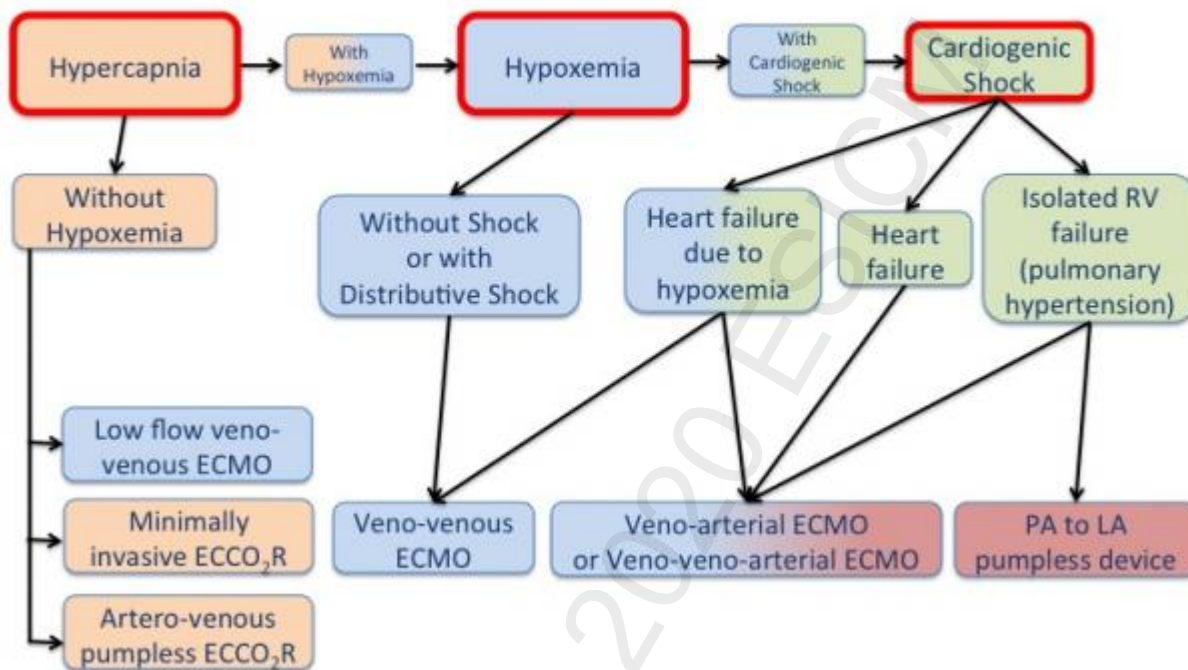 Hypercapnia
With
Hypoxemia
Hypoxemia
With
Cardiogenic
Shock
Cardiogenic
Shock
Without
Hypoxemia
Without Shock
or with
Distributive Shock
Heart failure
due to
hypoxemia
Heart
failure
Isolated RV
failure
(pulmonary
hypertension)
Low flow veno-
venous ECMO
Minimally
invasive ECCO₂R
Artero-venous
pumpless ECCO₂R
Veno-venous
ECMO
Veno-arterial ECMO
or Veno-veno-arterial ECMO
PA to LA
pumpless device
2020 ESICM